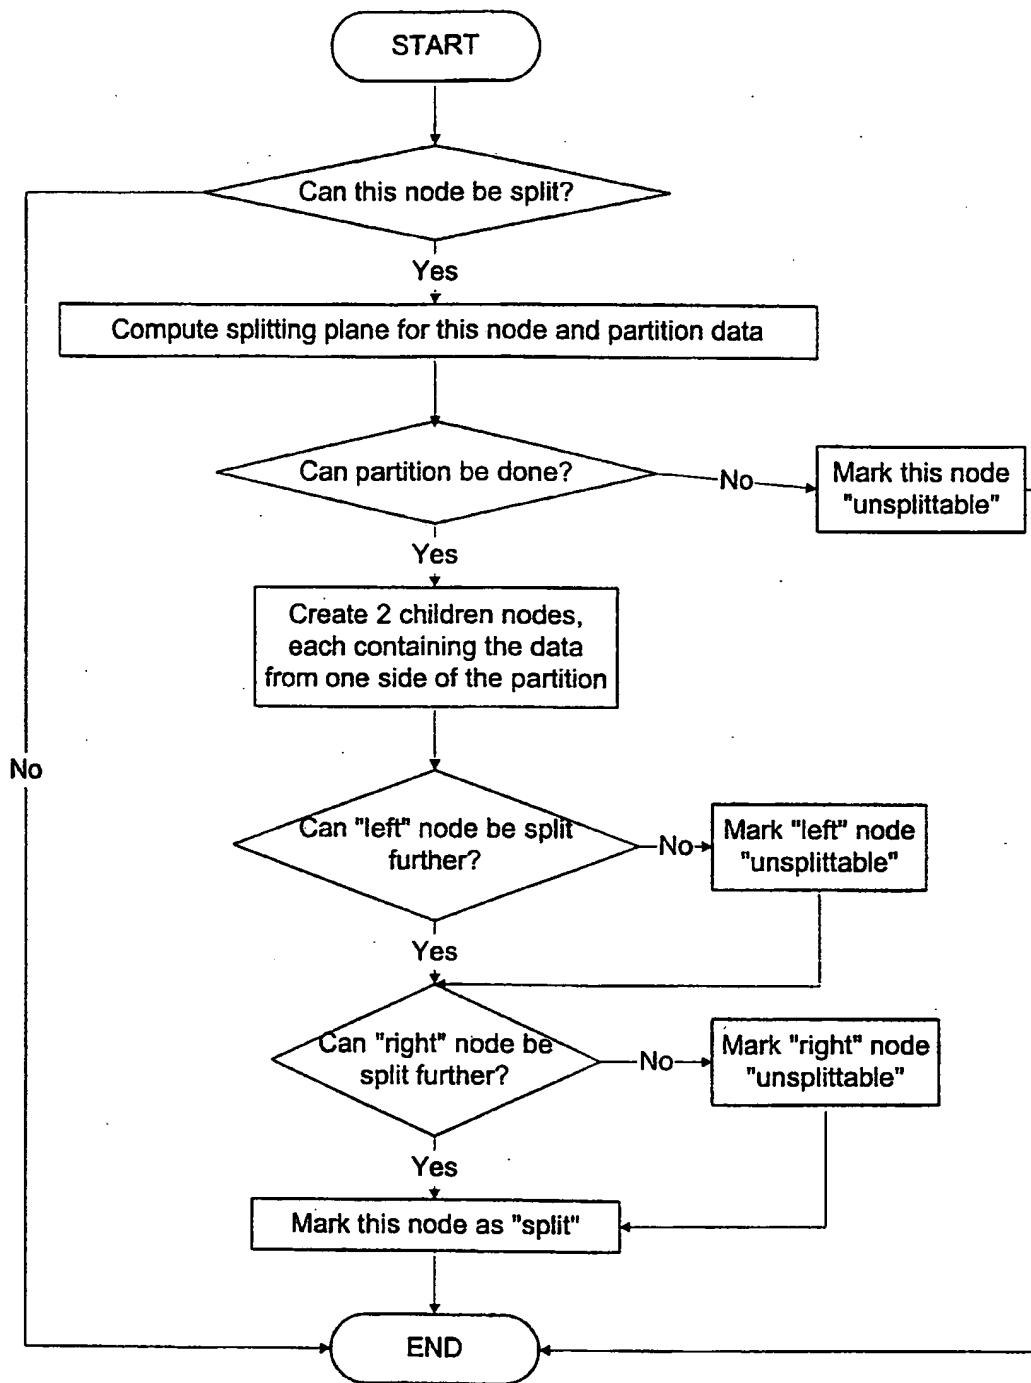 START
Can this node be split?
Yes
Compute splitting plane for this node and partition data
Can partition be done?
No
Mark this node
"unsplittable"
Yes
Create 2 children nodes,
each containing the data
from one side of the partition
No
Can "left" node be split
further?
No
Mark "left" node
"unsplittable"
Yes
Can "right" node be
split further?
No
Mark "right" node
"unsplittable"
Yes
Mark this node as "split"
END